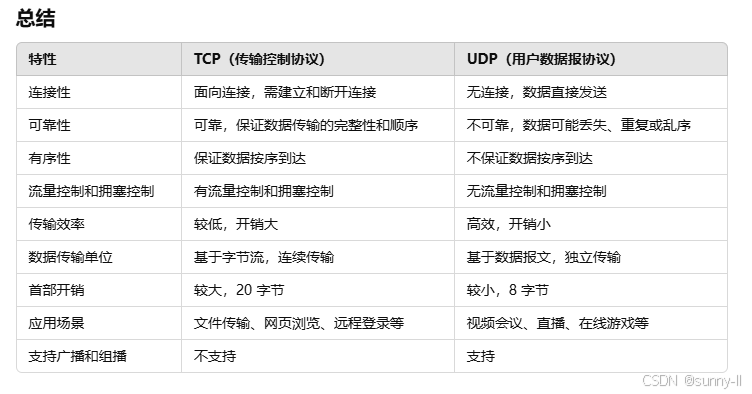 总结
特性 TCP（传输控制协议） UDP（用户数据报协议）
连接性 面向连接，需建立和断开连接 无连接，数据直接发送
可靠性 可靠，保证数据传输的完整性和顺序 不可靠，数据可能丢失、重复或乱序
有序性 保证数据按序到达 不保证数据按序到达
流量控制和拥塞控制 有流量控制和拥塞控制 无流量控制和拥塞控制
传输效率 较低，开销大 高效，开销小
数据传输单位 基于字节流，连续传输 基于数据报文，独立传输
首部开销 较大，20 字节 较小，8 字节
应用场景 文件传输、网页浏览、远程登录等 视频会议、直播、在线游戏等
支持广播和组播 不支持 支持
CSDN @sunny-ll